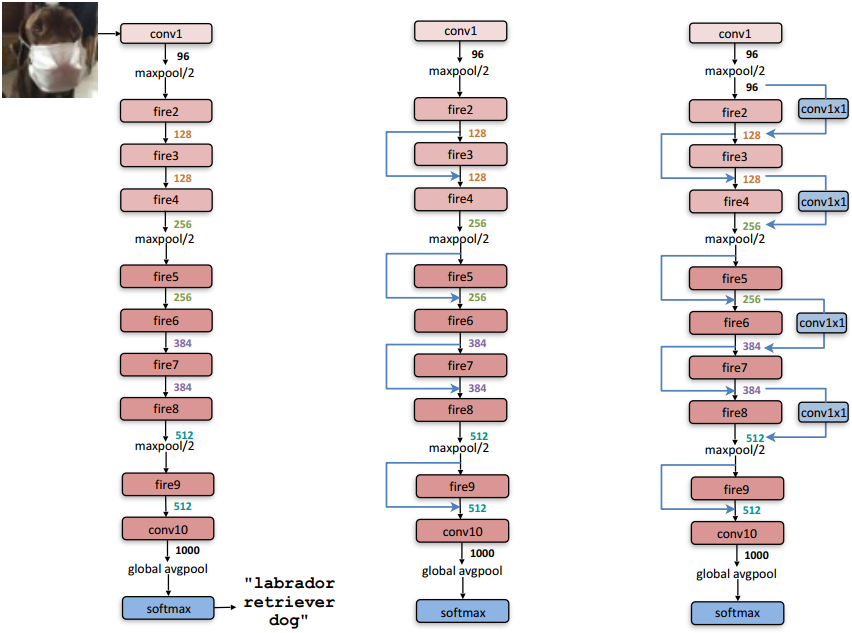 conv1
96
maxpool/2
fire2
128
fire3
128
fire4
256
maxpool/2
fire5
256
fire6
384
fire7
384
fire8
512
maxpool/2
fire9
512
conv10
1000
global avgpool
softmax
"labrador
retriever
dog"
conv1
96
maxpool/2
fire2
128
fire3
128
fire4
256
maxpool/2
fire5
256
fire6
384
fire7
384
fire8
512
maxpool/2
fire9
512
conv10
1000
global avgpool
softmax
conv1
96
maxpool/2
96
conv1x1
fire2
128
fire3
128
conv1x1
fire4
256
maxpool/2
fire5
256
conv1x1
fire6
384
fire7
384
conv1x1
fire8
512
maxpool/2
fire9
512
conv10
1000
global avgpool
softmax